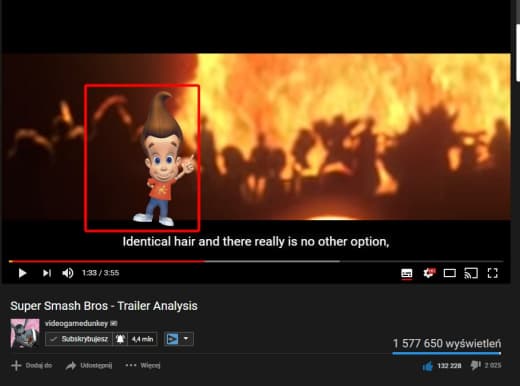 Identical hair and there really is no other option,
1:33 / 3:55
Super Smash Bros - Trailer Analysis
videogamedunkey
Subskrybujesz 4,4 mln
1 577 650 wyświetleń
Dodaj do Udostępnij Więcej 132 228 2 025